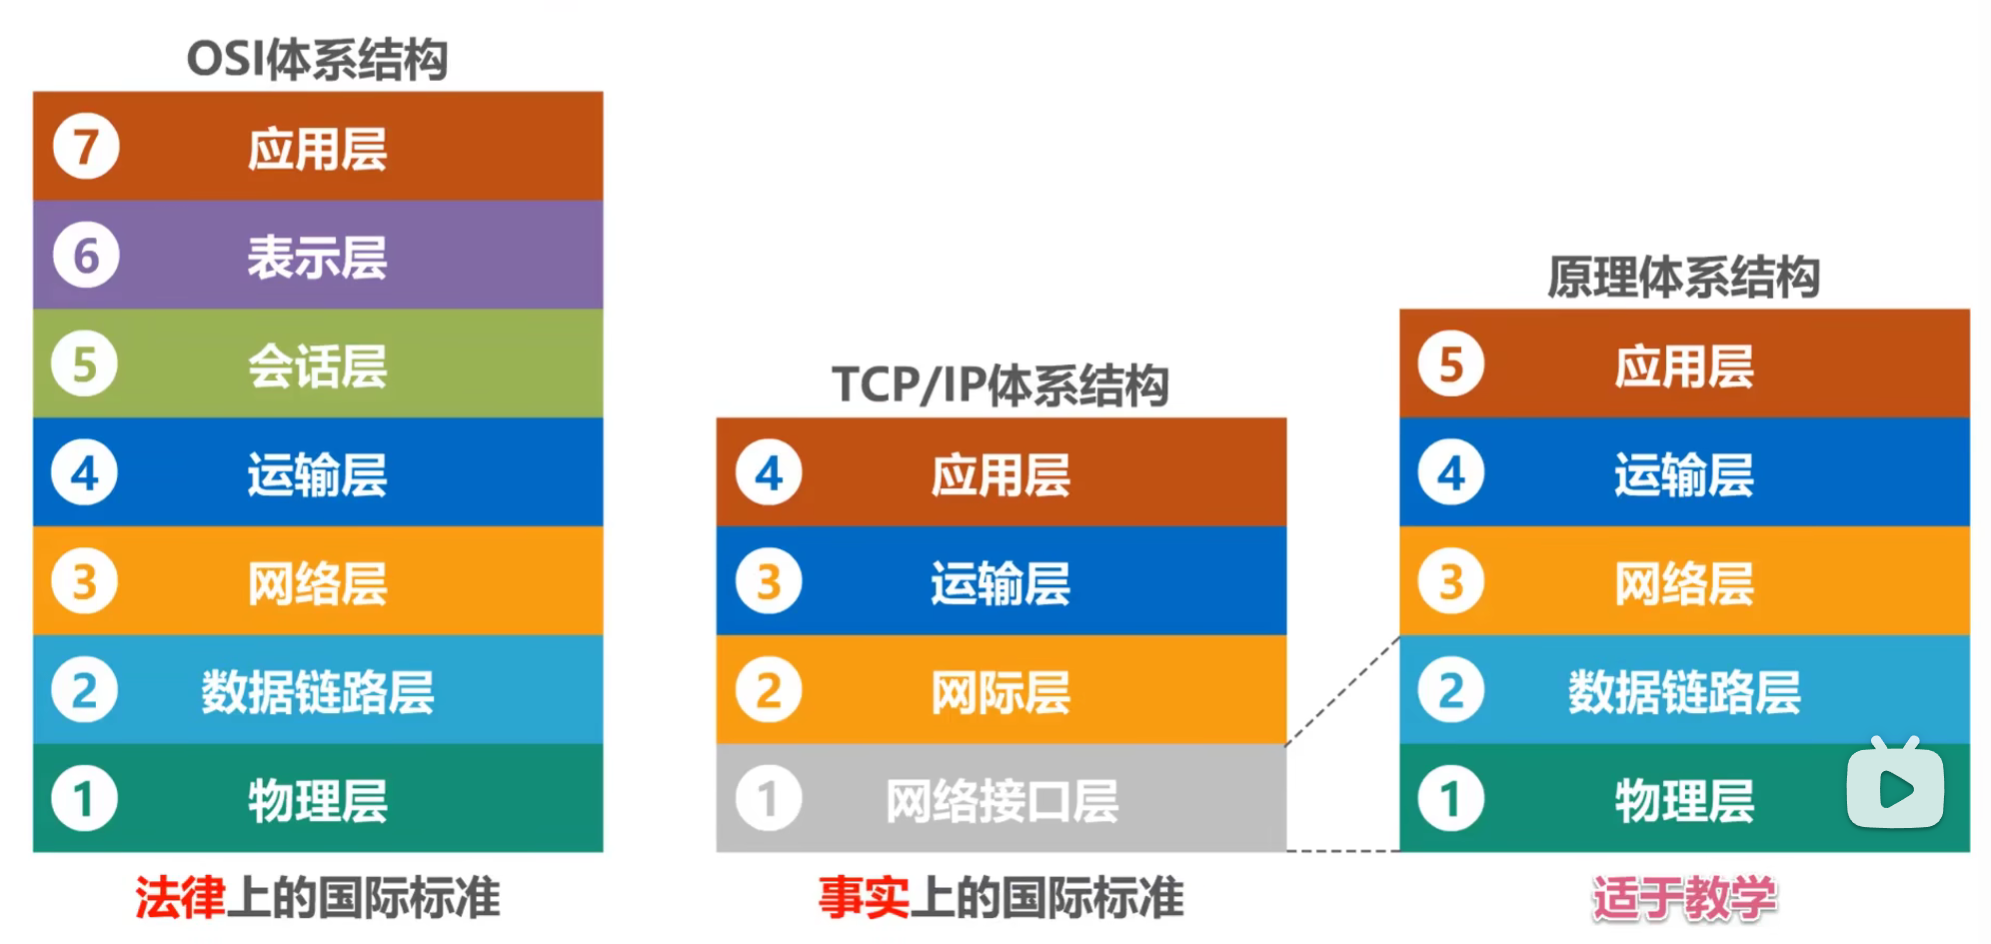 OSI体系结构
7 应用层
6 表示层
5 会话层
4 运输层
3 网络层
2 数据链路层
1 物理层
法律上的国际标准
TCP/IP体系结构
4 应用层
3 运输层
2 网际层
1 网络接口层
事实上的国际标准
原理体系结构
5 应用层
4 运输层
3 网络层
2 数据链路层
1 物理层
适于教学